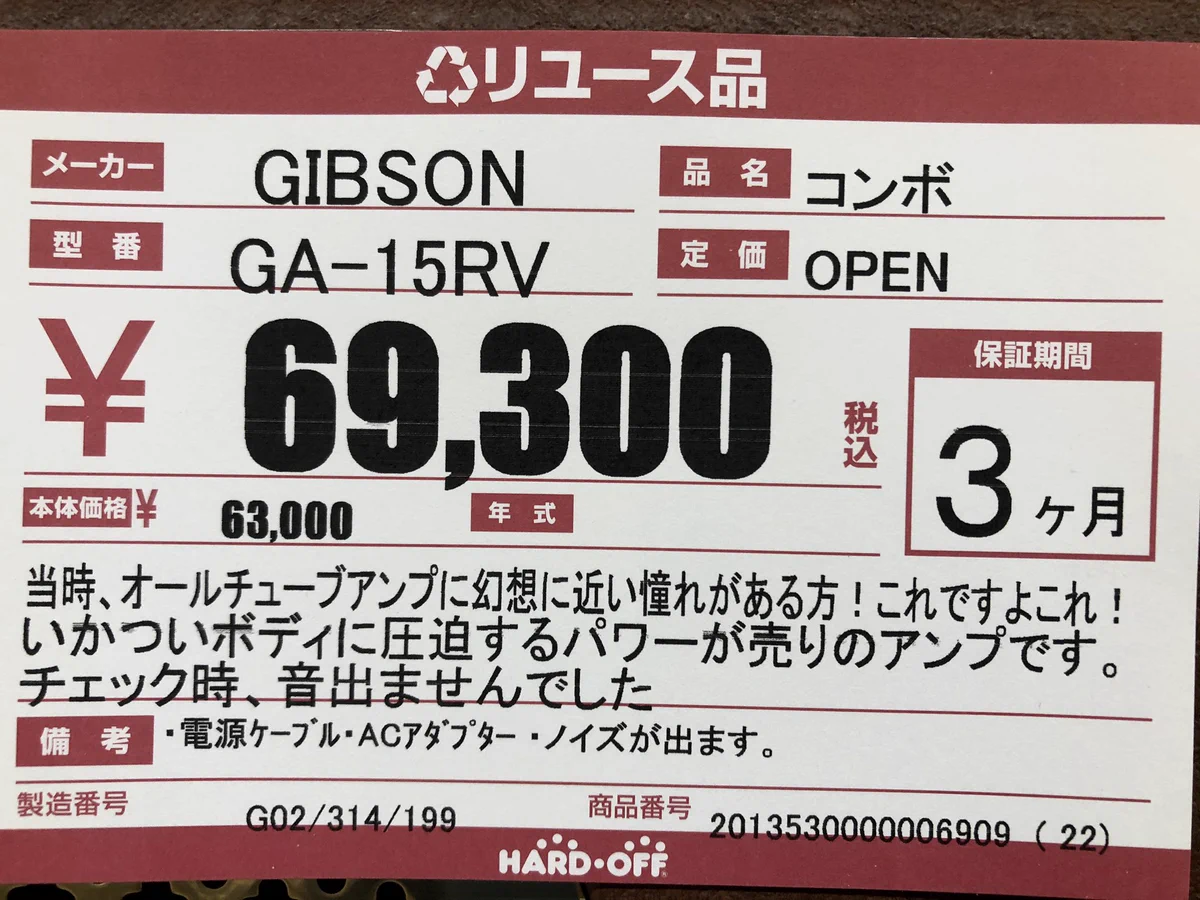 リユース品
メーカー GIBSON 品名 コンボ
型番 GA-15RV 定価 OPEN
¥ 69,300 税込
保証期間
3ヶ月
本体価格¥ 63,000 年式
当時、オールチューブアンプに幻想に近い憧れがある方！これですよこれ！
いかついボディに圧迫するパワーが売りのアンプです。
チェック時、音出ませんでした
備考 ・電源ｹｰﾌﾞﾙ・ACｱﾀﾞﾌﾟﾀｰ ・ノイズが出ます。
製造番号 G02/314/199 商品番号 2013530000006909 (22)
HARD・OFF